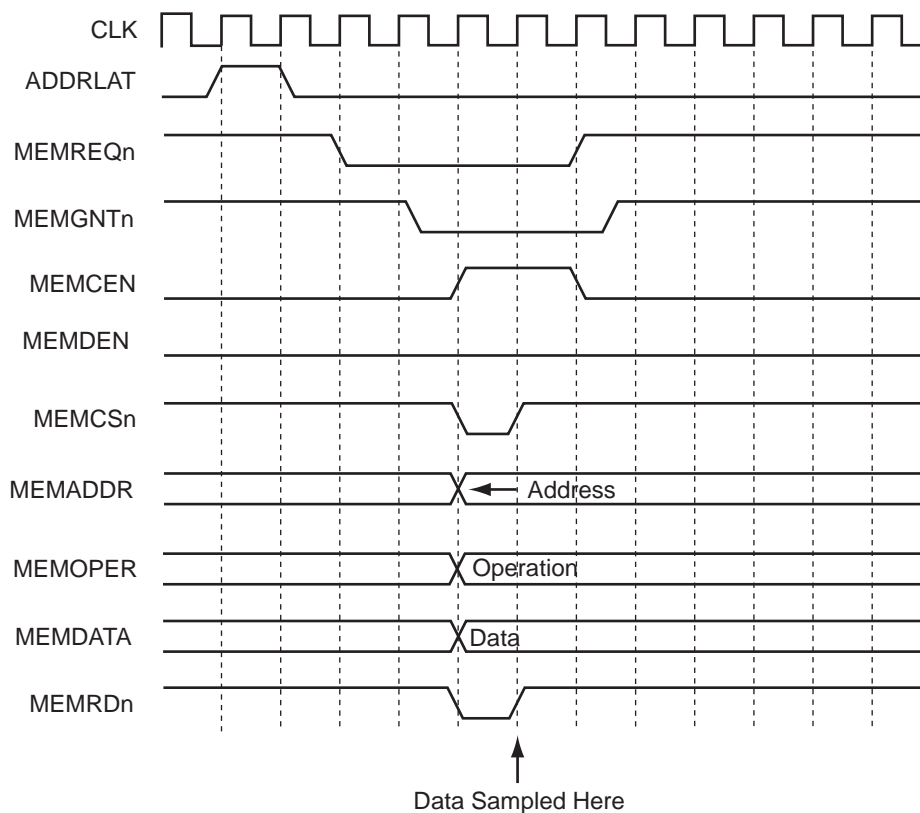 CLK
ADDRLAT
MEMREQn
MEMGNTn
MEMCEN
MEMDEN
MEMCSn
MEMADDR Address
MEMOPER Operation
MEMDATA Data
MEMRDn
Data Sampled Here